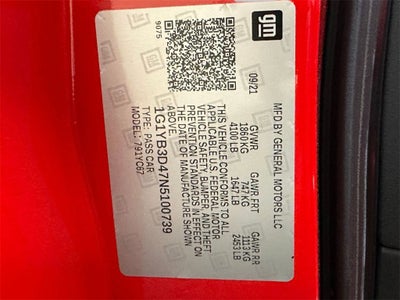 gm
MFD BY GENERAL MOTORS LLC
09/21 GVWR GAWR FRT GAWR RR
1860 KG 747 KG 1113 KG
4100 LB 1647 LB 2453 LB
THIS VEHICLE CONFORMS TO ALL
APPLICABLE U.S. FEDERAL MOTOR
VEHICLE SAFETY, BUMPER, AND THEFT
PREVENTION STANDARDS IN EFFECT ON
THE DATE OF MANUFACTURE SHOWN
ABOVE.
1G1YB3D47N5100739
TYPE: PASS CAR
MODEL: 791YC67
9075